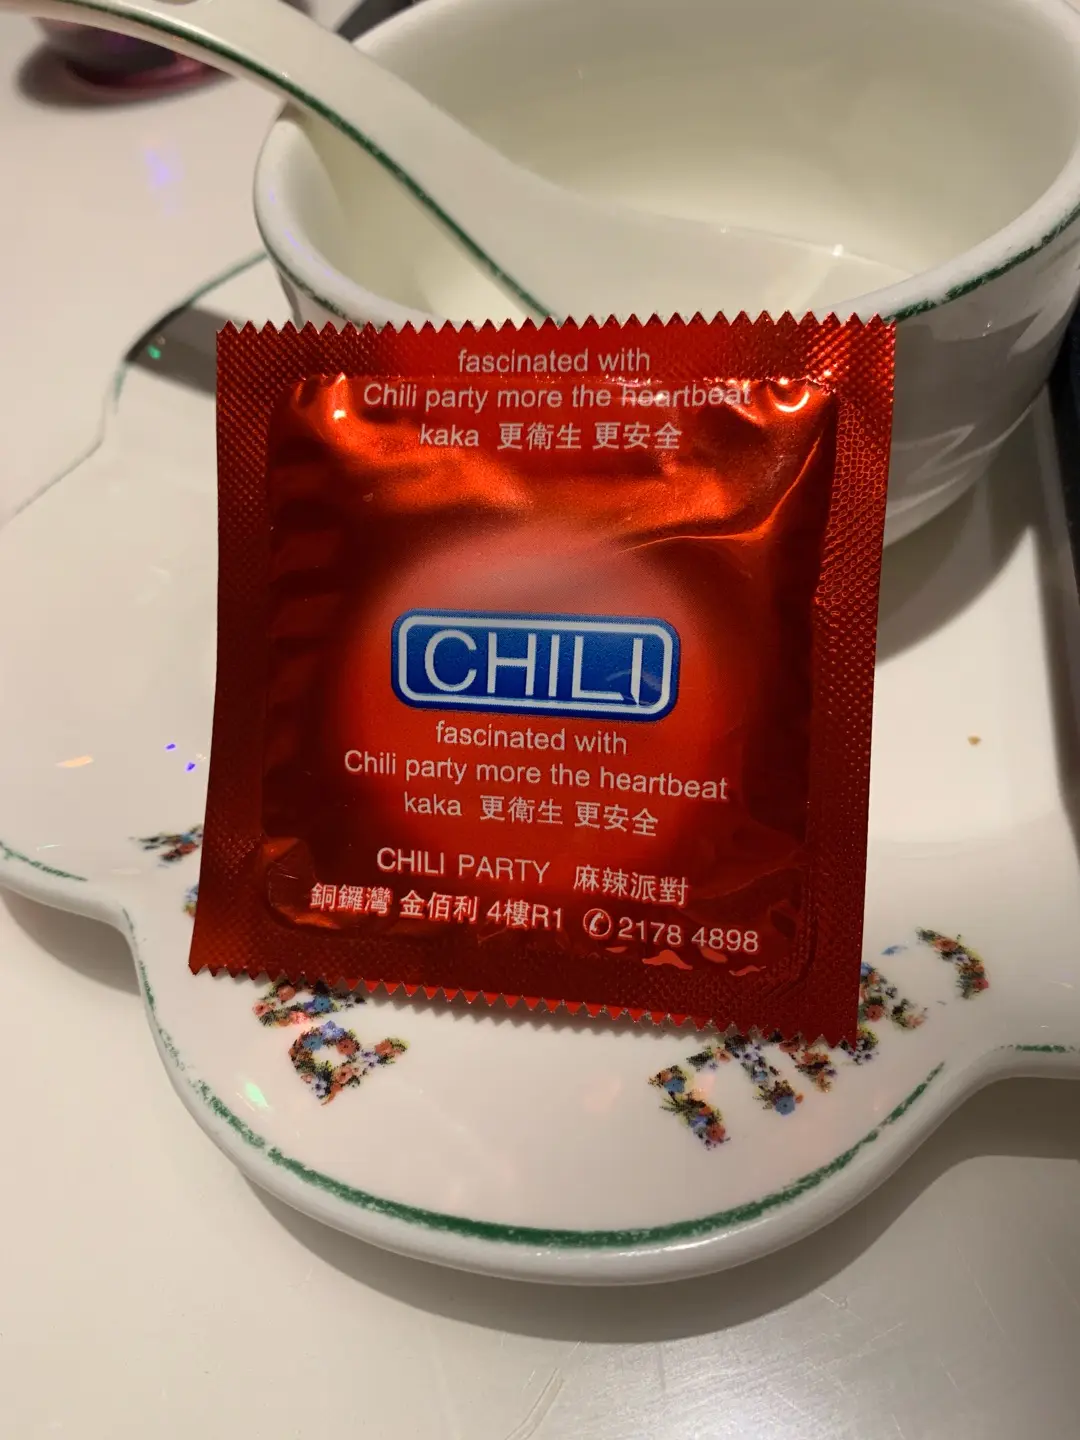 fascinated with
Chili party more the heartbeat
kaka 更衛生 更安全
CHILI
fascinated with
Chili party more the heartbeat
kaka 更衛生 更安全
CHILI PARTY 麻辣派對
銅鑼灣 金佰利 4樓R1 ✆ 2178 4898